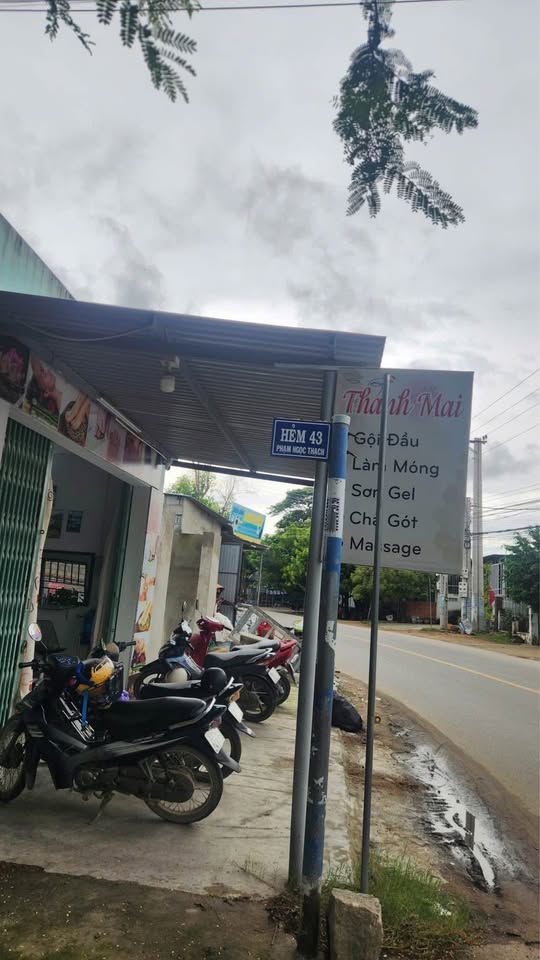 HẺM 43
PHẠM NGỌC THẠCH
Thanh Mai
Gội Đầu
Làm Móng
Sơn Gel
Chà Gót
Massage